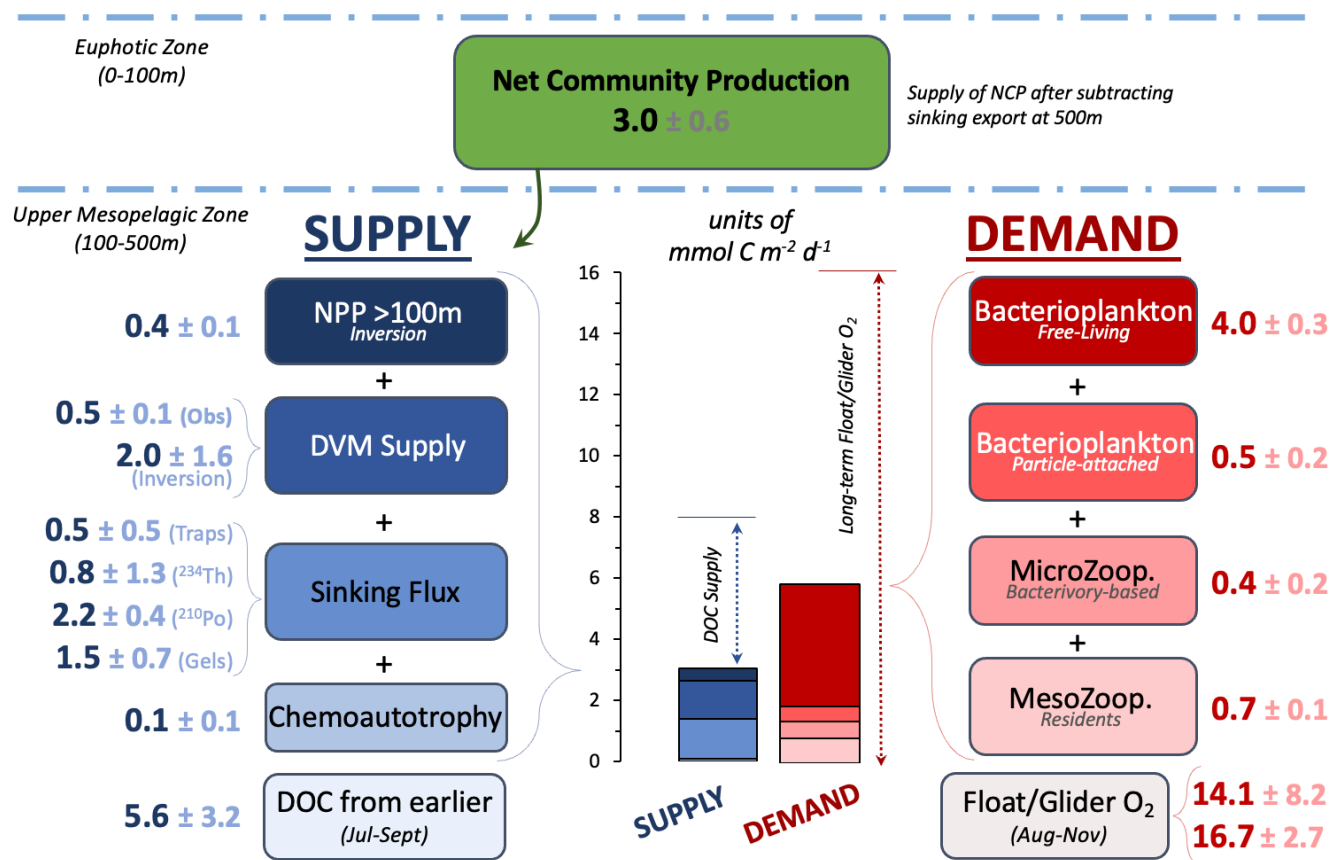 Euphotic Zone
(0-100m)
Net Community Production
3.0 ± 0.6
Supply of NCP after subtracting
sinking export at 500m
Upper Mesopelagic Zone
(100-500m)
SUPPLY
units of
mmol C m⁻² d⁻¹
DEMAND
0.4 ± 0.1
NPP >100m
Inversion
+
0.5 ± 0.1 (Obs)
2.0 ± 1.6
(Inversion)
DVM Supply
+
0.5 ± 0.5 (Traps)
0.8 ± 1.3 (²³⁴Th)
2.2 ± 0.4 (²¹⁰Po)
1.5 ± 0.7 (Gels)
Sinking Flux
+
0.1 ± 0.1
Chemoautotrophy
5.6 ± 3.2
DOC from earlier
(Jul-Sept)
16
14
12
10
8
6
4
2
0
DOC Supply
Long-term Float/Glider O₂
SUPPLY
DEMAND
Bacterioplankton
Free-Living
4.0 ± 0.3
+
Bacterioplankton
Particle-attached
0.5 ± 0.2
+
MicroZoop.
Bacterivory-based
0.4 ± 0.2
+
MesoZoop.
Residents
0.7 ± 0.1
Float/Glider O₂
(Aug-Nov)
14.1 ± 8.2
16.7 ± 2.7